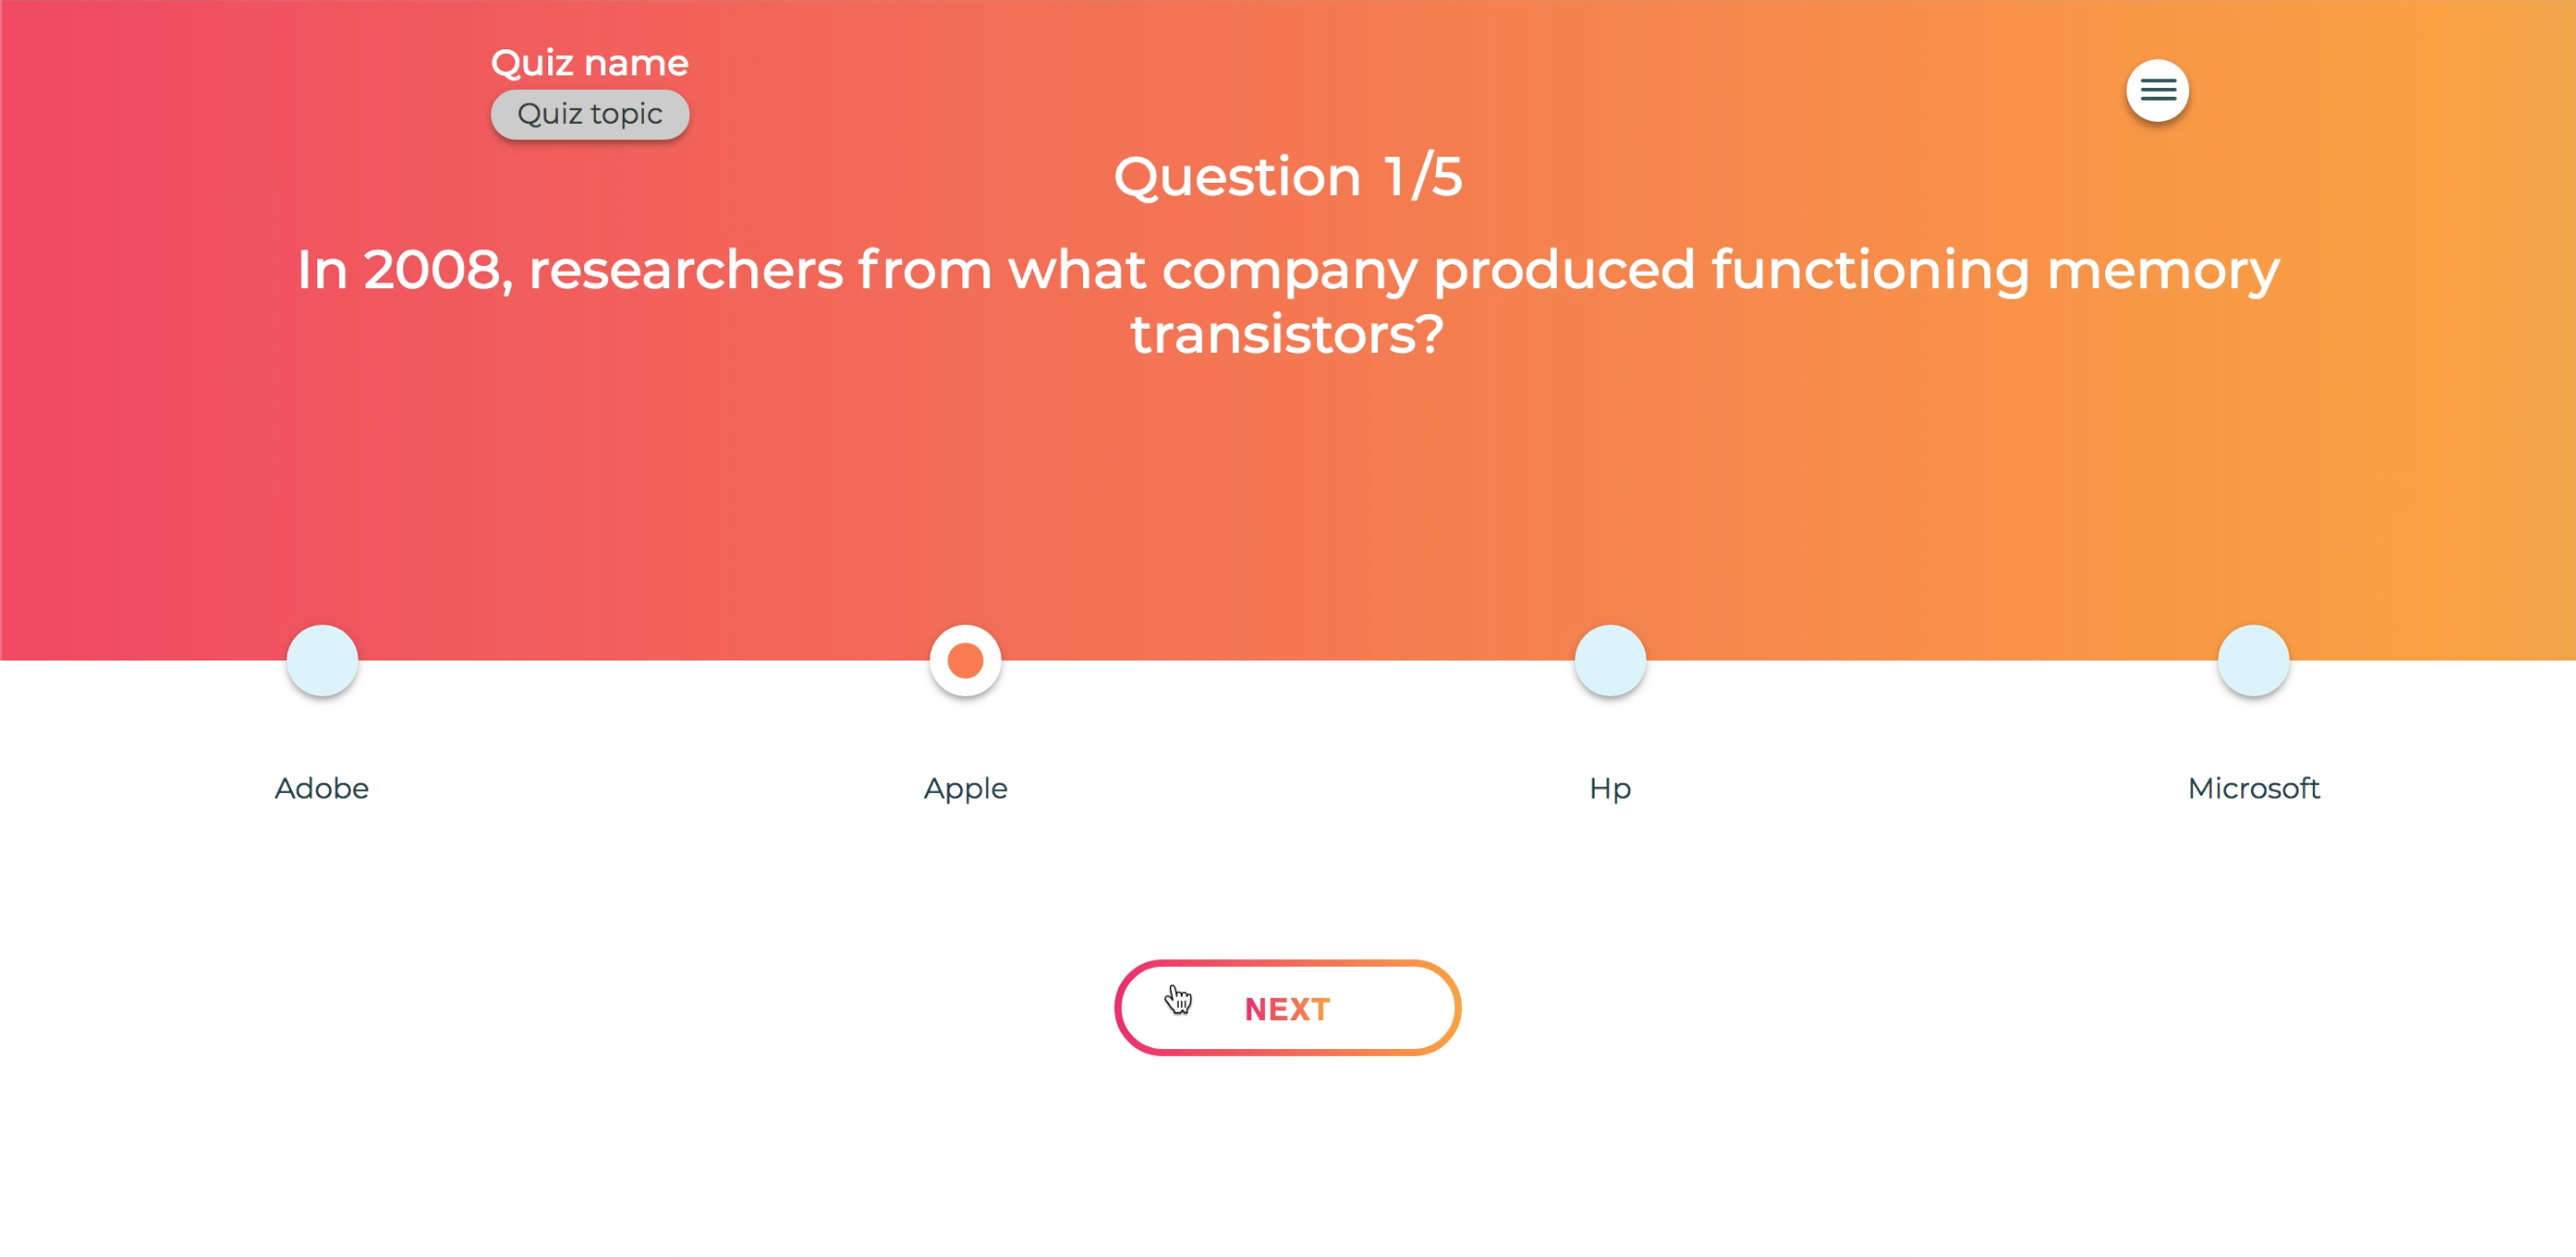 Quiz name
Quiz topic
Question 1/5
In 2008, researchers from what company produced functioning memory
transistors?
Adobe
Apple
Hp
Microsoft
NEXT